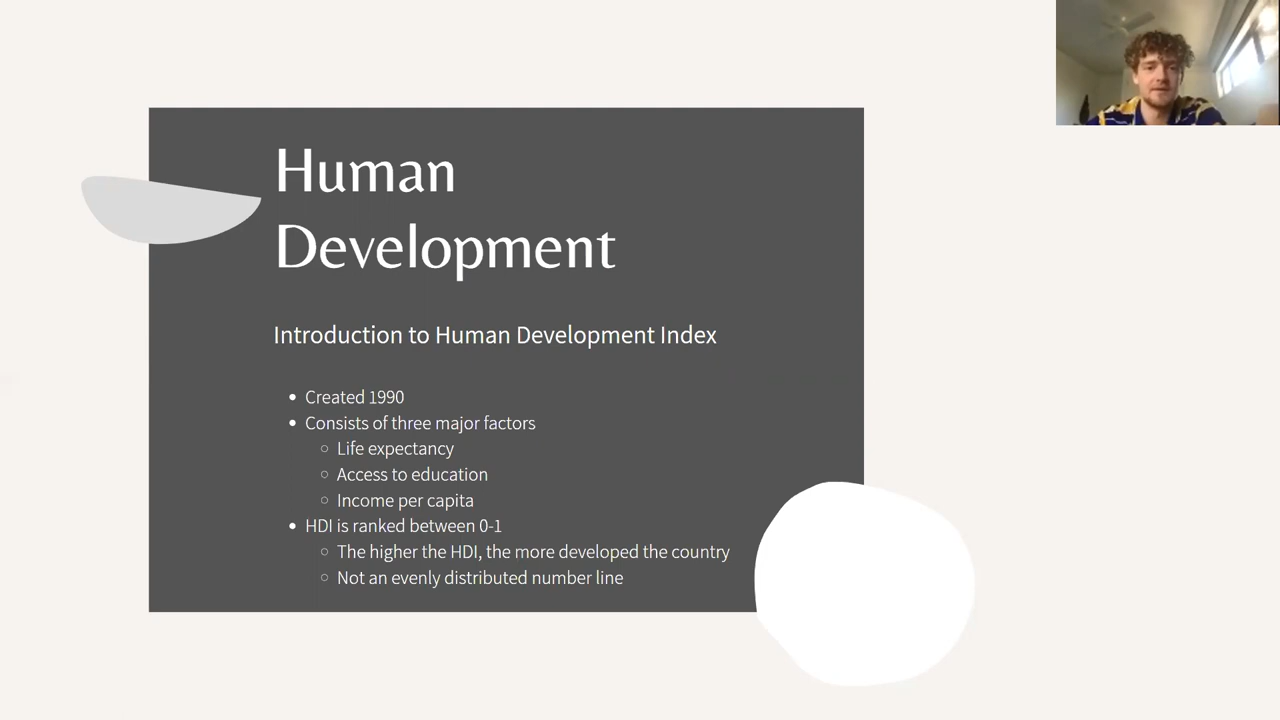 Human
Development
Introduction to Human Development Index
Created 1990
Consists of three major factors
Life expectancy
Access to education
Income per capita
HDI is ranked between 0-1
The higher the HDI, the more developed the country
Not an evenly distributed number line